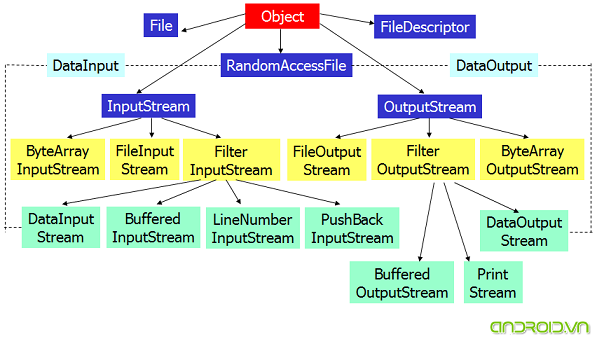 Object
File
FileDescriptor
DataInput
RandomAccessFile
DataOutput
InputStream
OutputStream
ByteArray
InputStream
FileInput
Stream
Filter
InputStream
FileOutput
Stream
Filter
OutputStream
ByteArray
OutputStream
DataInput
Stream
Buffered
InputStream
LineNumber
InputStream
PushBack
InputStream
DataOutput
Stream
Buffered
OutputStream
Print
Stream
ANDROID.VN